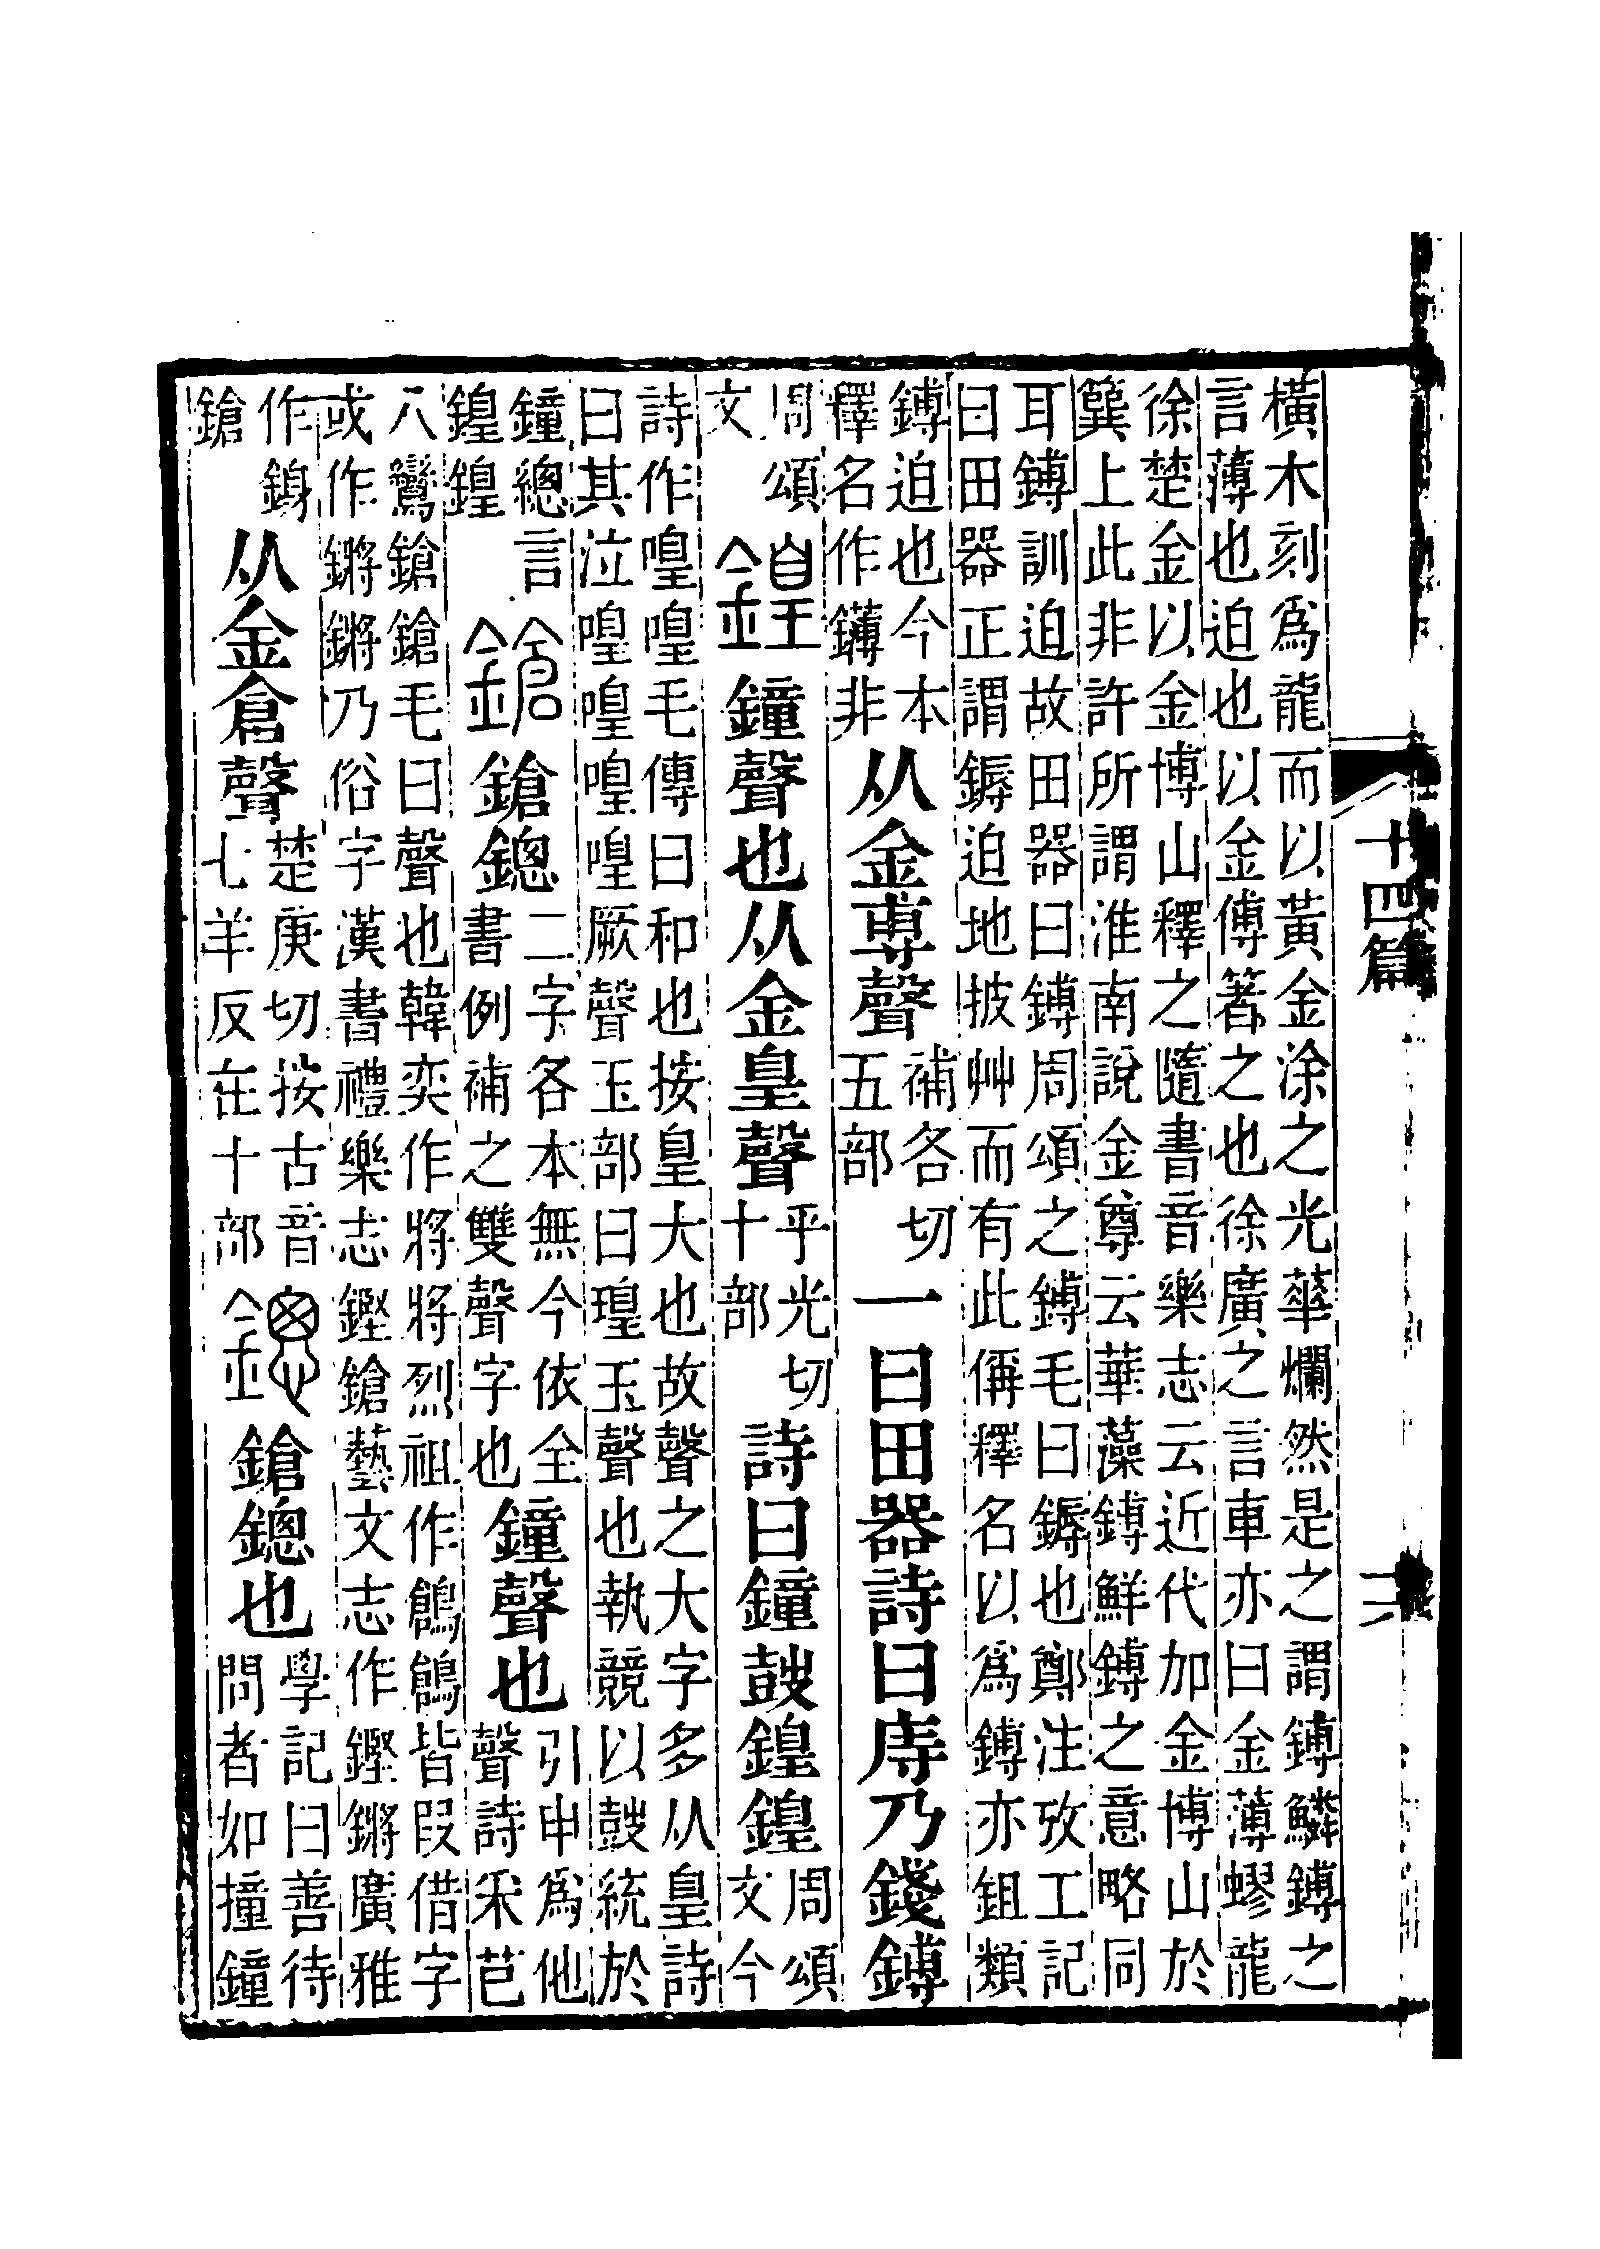 十四篇
三
橫木刻爲龍而以黃金涂之光華爛然是之謂鎛鱗鎛之
言薄也迫也以金傅箸之也徐廣之言車亦曰金薄蟉龍
徐楚金以金博山釋之隨書音樂志云近代加金博山於
簨上此非許所謂淮南說金尊云華藻鎛鮮鎛之意略同
耳鎛訓迫故田器曰鎛周頌之鎛毛曰鎒也鄭注攷工記
曰田器正謂鎒迫地披艸而有此偁釋名以爲鎛亦鉏類
鎛迫也今本釋名作鑮非从金尃聲補各切五部一曰田器詩曰庤乃錢鎛
周頌文鍠鐘聲也从金皇聲乎光切十部詩曰鐘鼓鍠鍠周頌文今
詩作喤喤毛傳曰和也按皇大也故聲之大字多从皇詩
曰其泣喤喤喤喤厥聲玉部曰瑝玉聲也執競以鼓統於
鐘總言鍠鍠鎗鎗鏓二字各本無今依全書例補之雙聲字也鐘聲也引申爲他聲詩采芑
八鸞鎗鎗毛曰聲也韓奕作將將烈祖作鶬鶬皆叚借字
或作鏘鏘乃俗字漢書禮樂志鏗鎗藝文志作鏗鏘廣雅
作鎗从金倉聲楚庚切按古音七羊反在十部鏓鎗鏓也學記曰善待問者如撞鐘